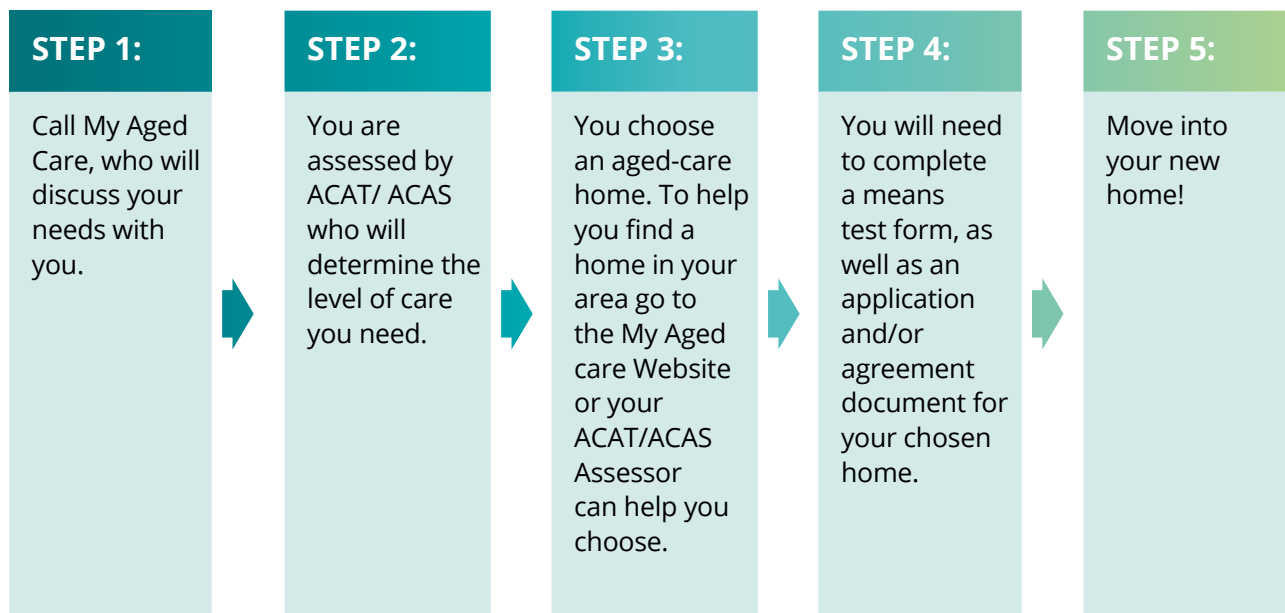 STEP 1:
Call My Aged
Care, who will
discuss your
needs with
you.
STEP 2:
You are
assessed by
ACAT/ ACAS
who will
determine the
level of care
you need.
STEP 3:
You choose
an aged-care
home. To help
you find a
home in your
area go to
the My Aged
care Website
or your
ACAT/ACAS
Assessor
can help you
choose.
STEP 4:
You will need
to complete
a means
test form, as
well as an
application
and/or
agreement
document for
your chosen
home.
STEP 5:
Move into
your new
home!